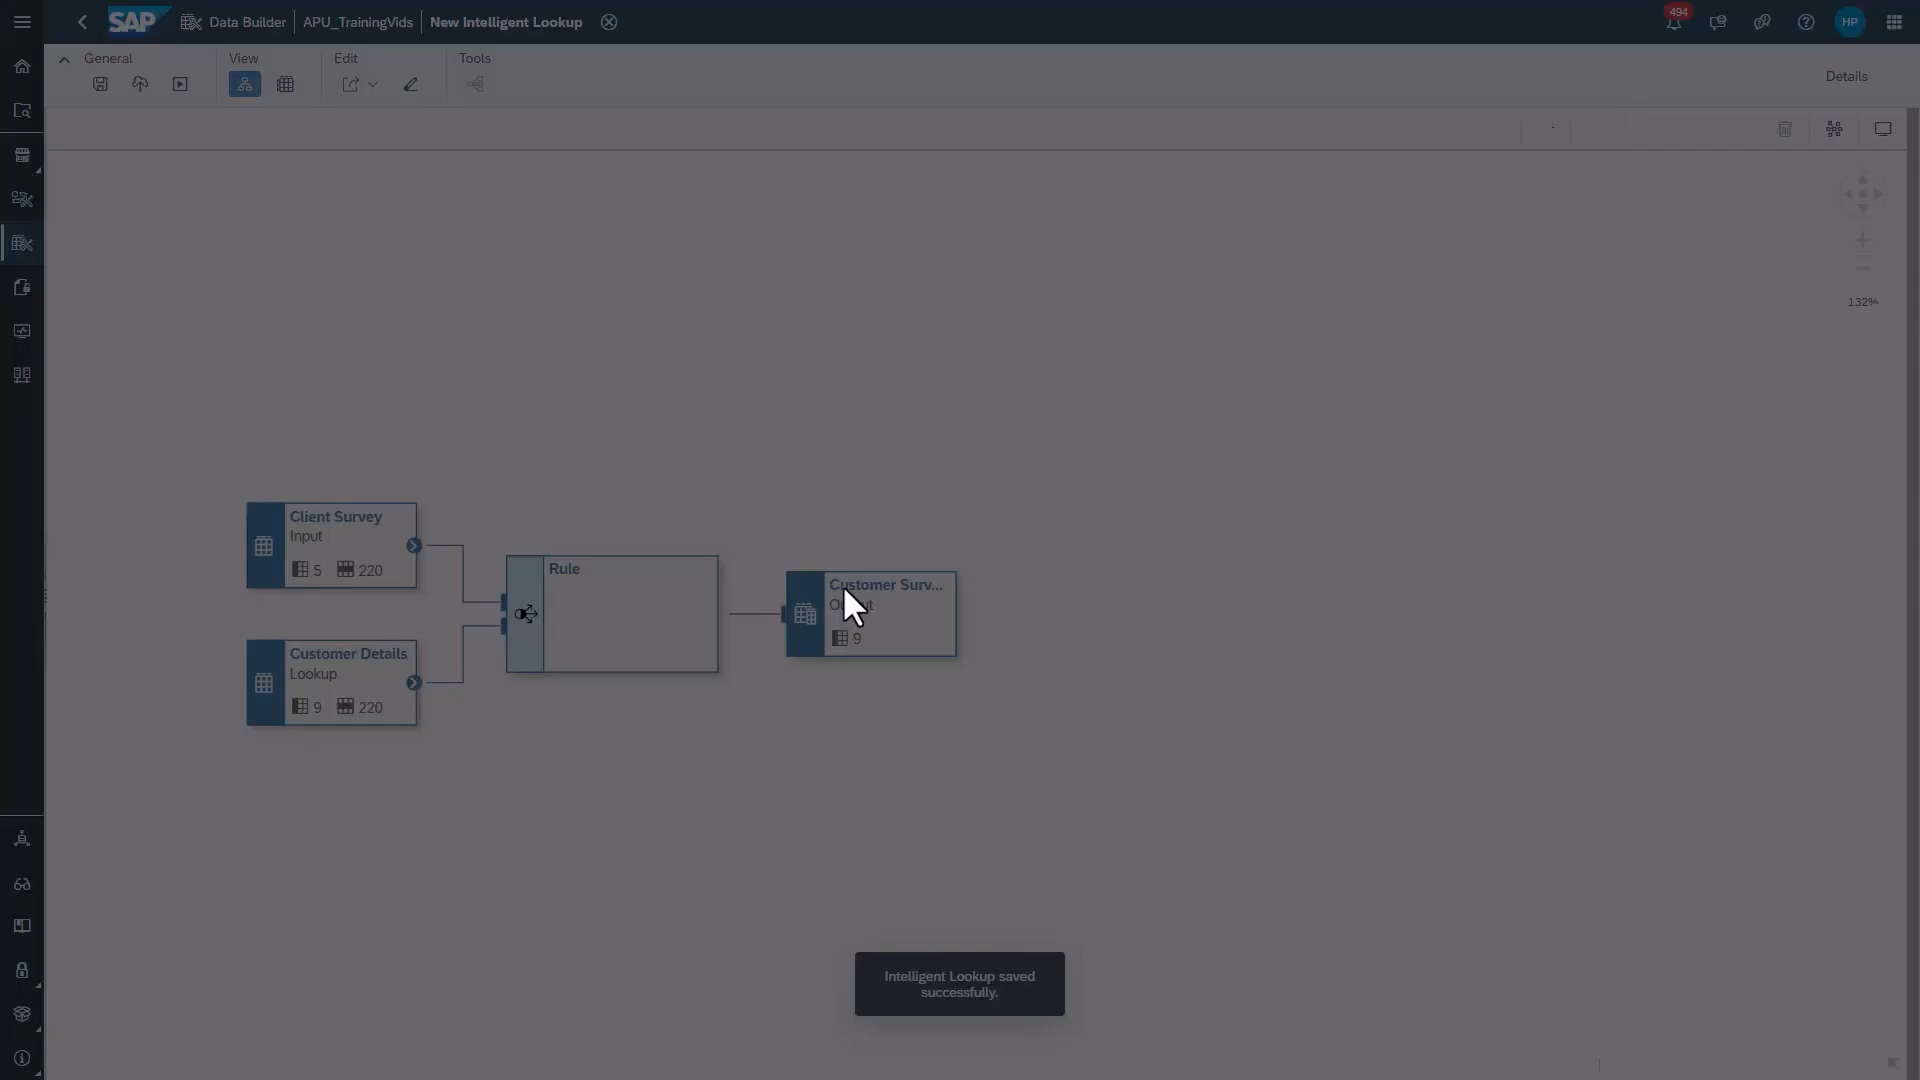 SAP
Data Builder
APU_TrainingVids
New Intelligent Lookup
494
HP
General
View
Edit
Tools
Details
132%
Client Survey
Input
5
220
Customer Details
Lookup
9
220
Rule
Customer Surv...
9
Intelligent Lookup saved
successfully.